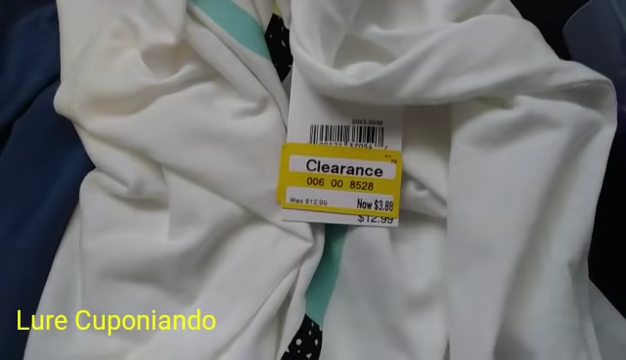 Clearance
006 00 8528
Was $12.99
Now $3.88
$12.99
Lure Cuponiando